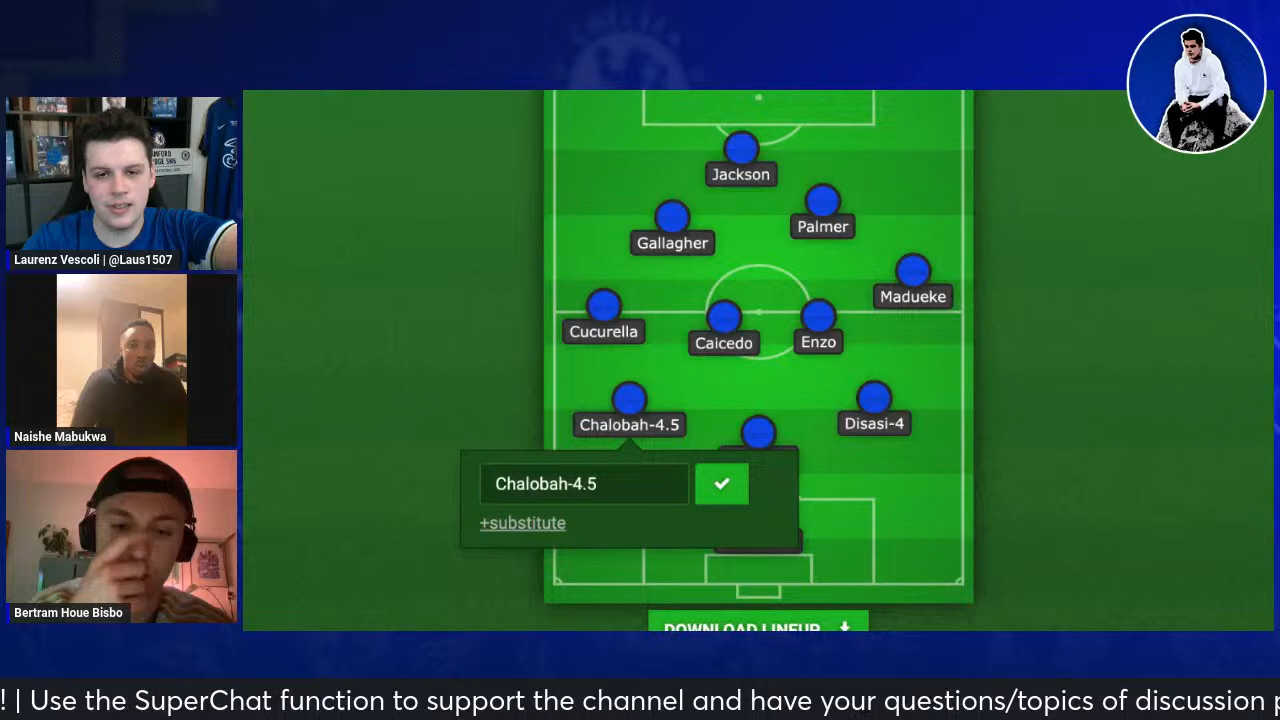 Laurenz Vescoli | @Laus1507
Naishe Mabukwa
Bertram Houe Bisbo
Jackson
Palmer
Gallagher
Madueke
Cucurella
Caicedo
Enzo
Chalobah-4.5
Disasi-4
Chalobah-4.5
+substitute
DOWNLOAD LINEUP
! | Use the SuperChat function to support the channel and have your questions/topics of discussion